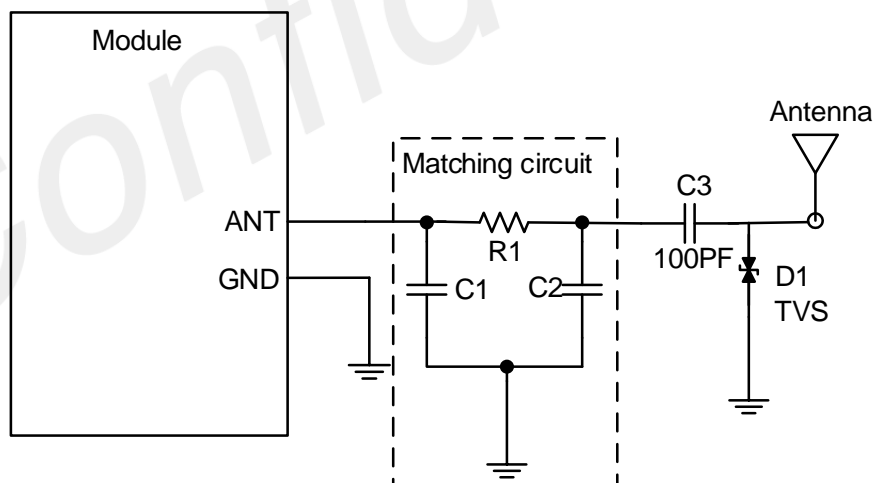 Module
Antenna
Matching circuit
C3
ANT
R1
100PF
GND
C1
C2
D1
TVS